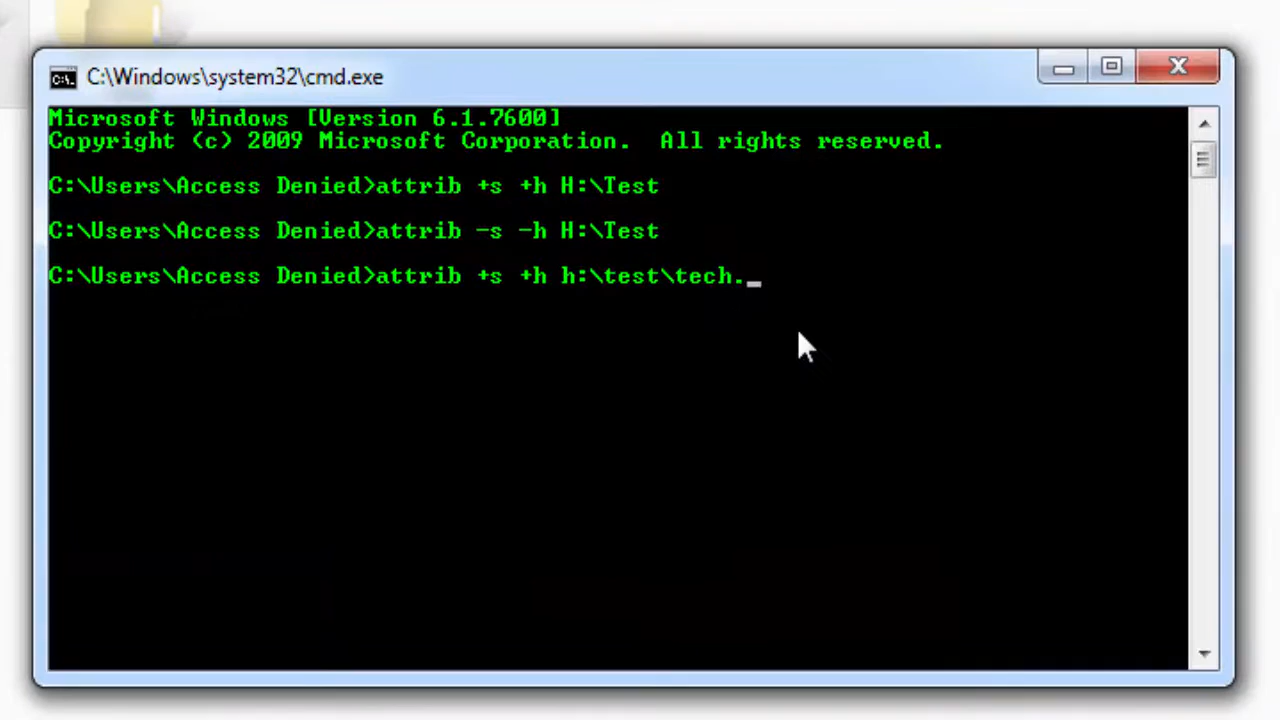 C:\Windows\system32\cmd.exe
Microsoft Windows [Version 6.1.7600]
Copyright (c) 2009 Microsoft Corporation.  All rights reserved.
C:\Users\Access Denied>attrib +s +h H:\Test
C:\Users\Access Denied>attrib -s -h H:\Test
C:\Users\Access Denied>attrib +s +h h:\test\tech._